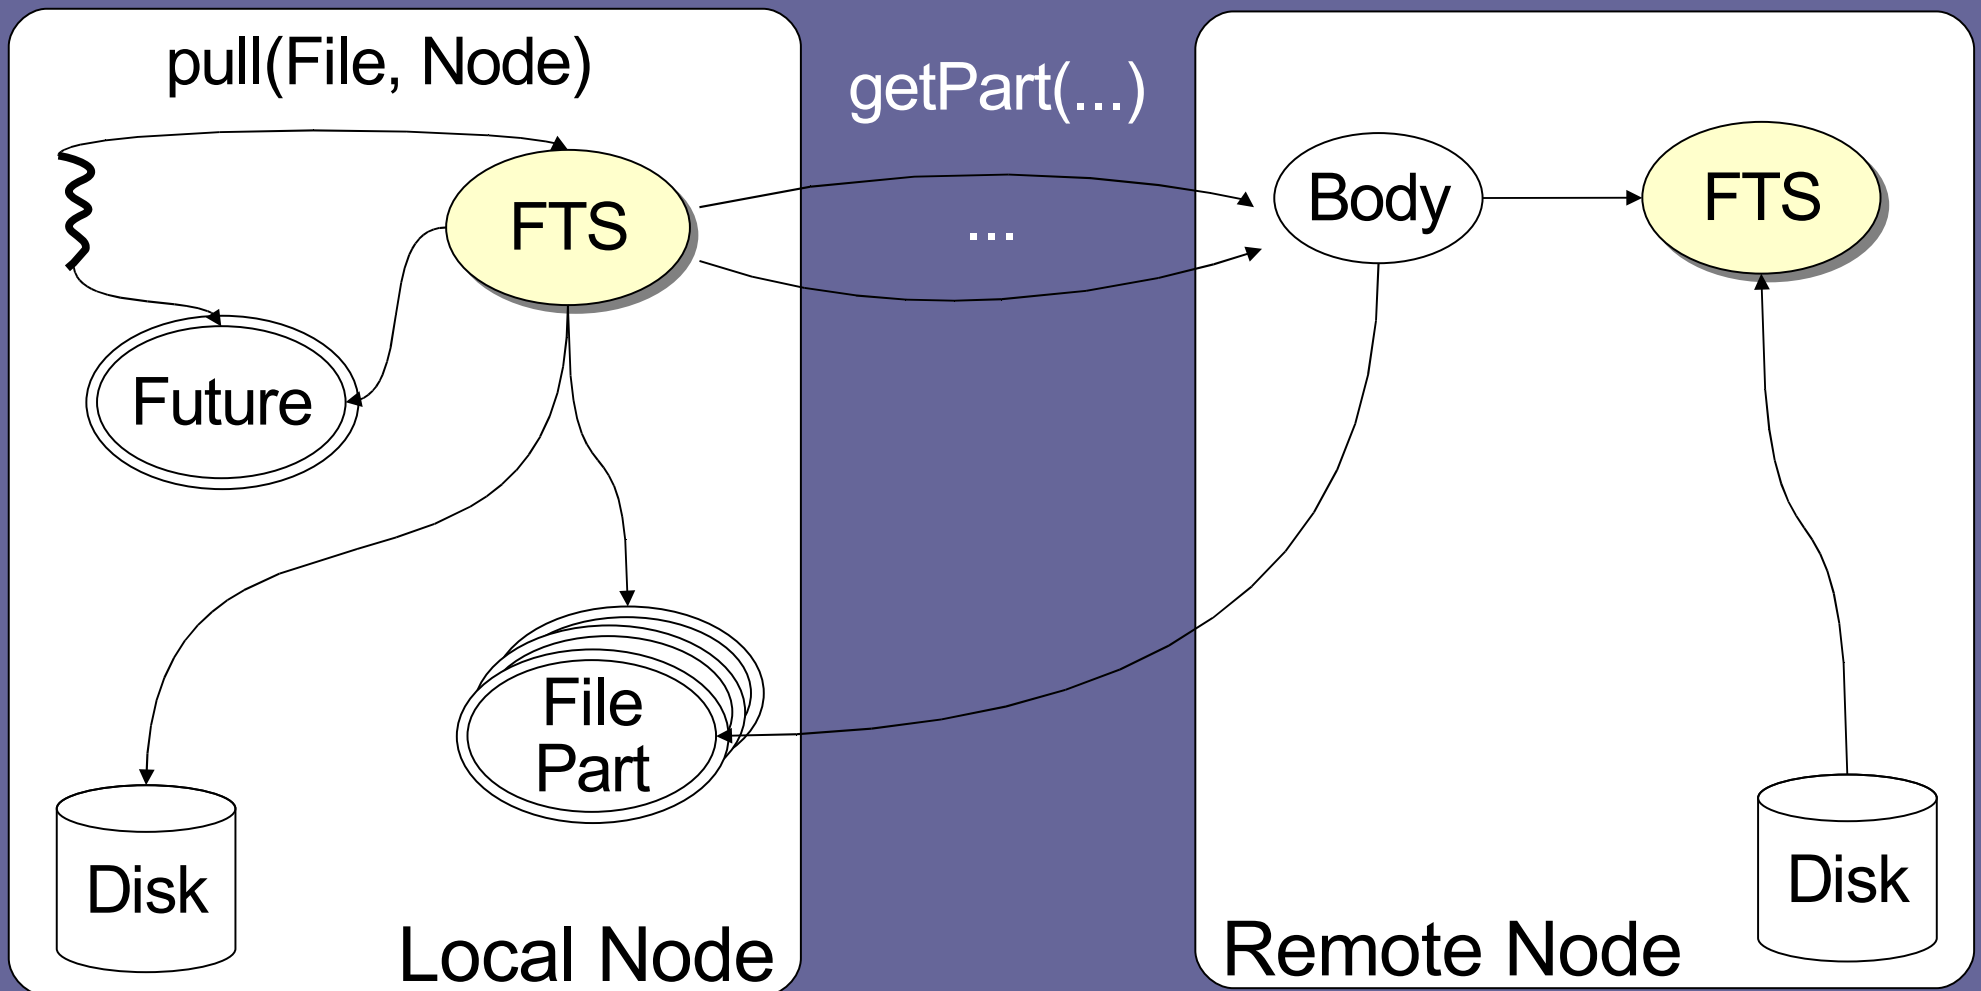 pull(File, Node)
getPart(...)
FTS
...
Body
FTS
Future
File
Part
Disk
Disk
Local Node
Remote Node